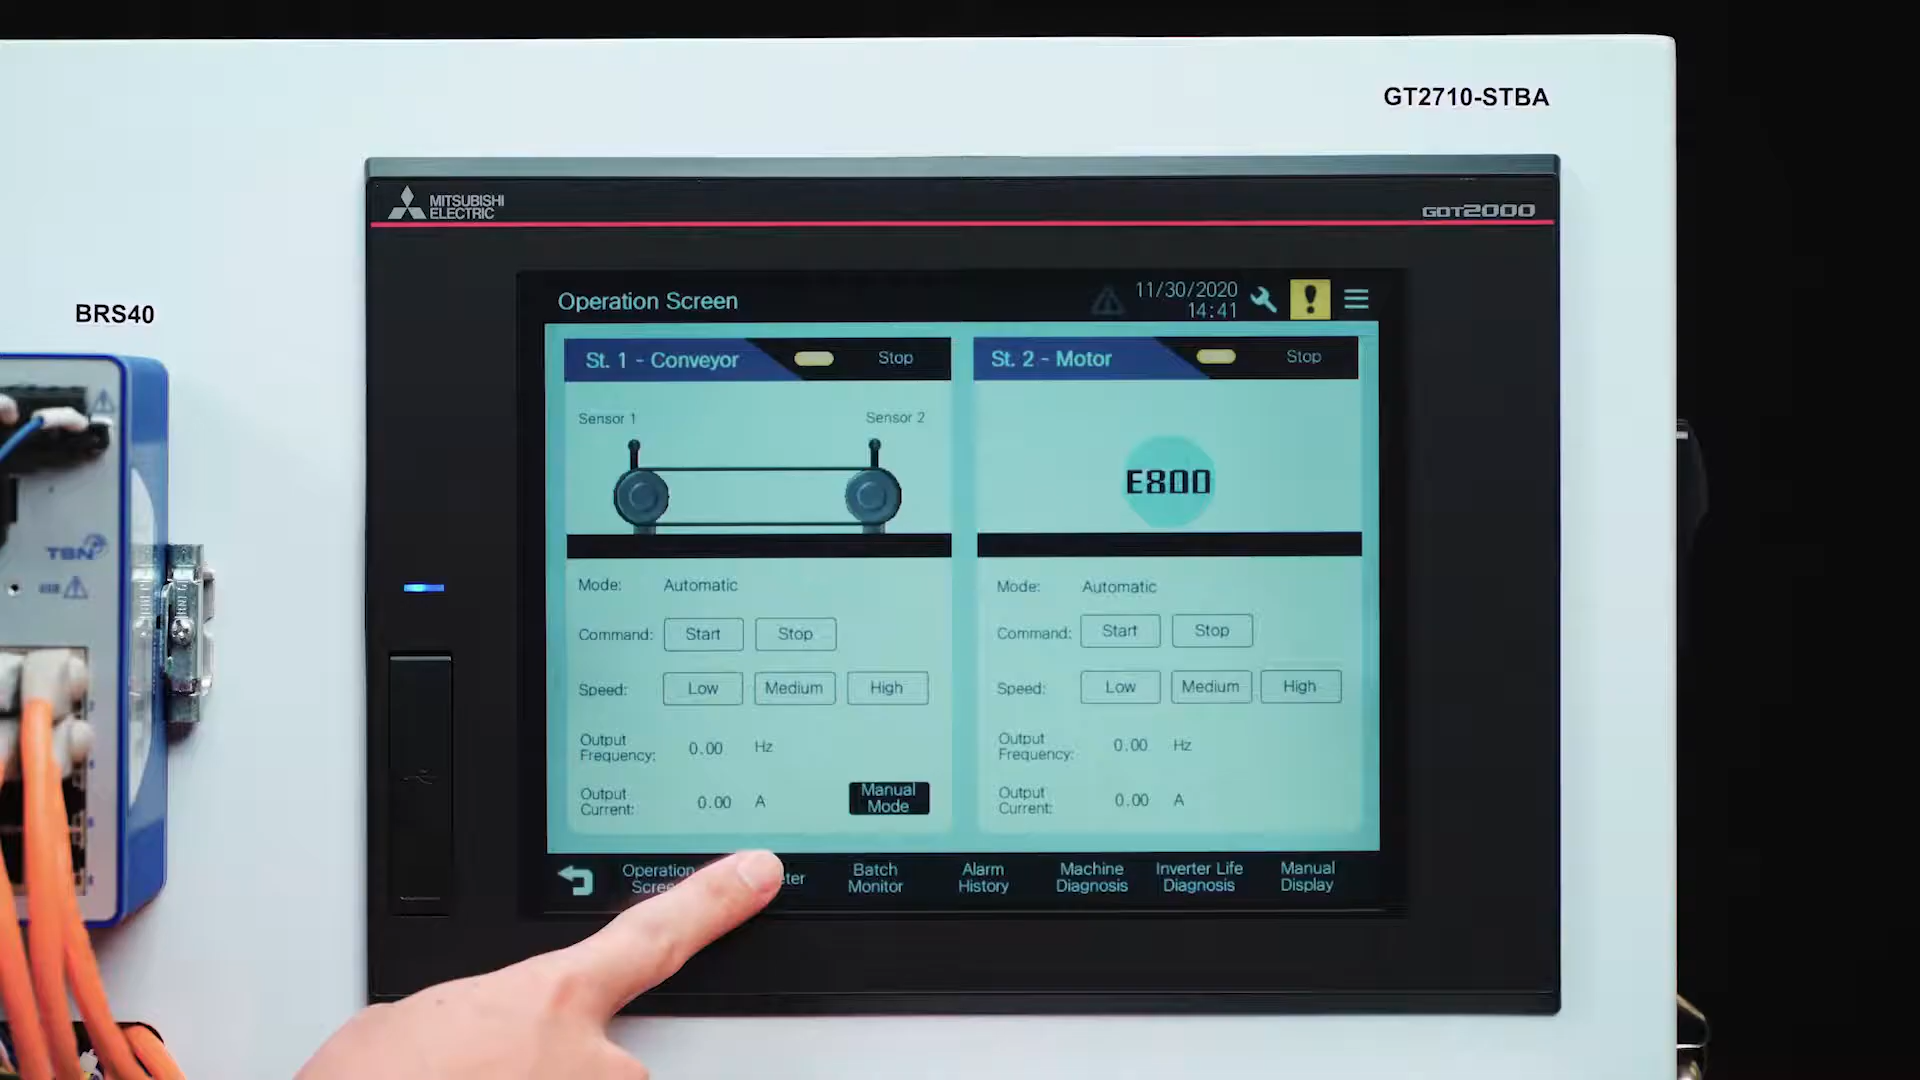 GT2710-STBA
MITSUBISHI
ELECTRIC
GOT2000
BRS40
TSN
Operation Screen
11/30/2020
14:41
St. 1 - Conveyor
Stop
St. 2 - Motor
Stop
Sensor 1
Sensor 2
E800
Mode: Automatic
Mode: Automatic
Command: Start Stop
Command: Start Stop
Speed: Low Medium High
Speed: Low Medium High
Output
Frequency: 0.00 Hz
Output
Frequency: 0.00 Hz
Output
Current: 0.00 A
Manual
Mode
Output
Current: 0.00 A
Operation
Batch
Monitor
Alarm
History
Machine
Diagnosis
Inverter Life
Diagnosis
Manual
Display